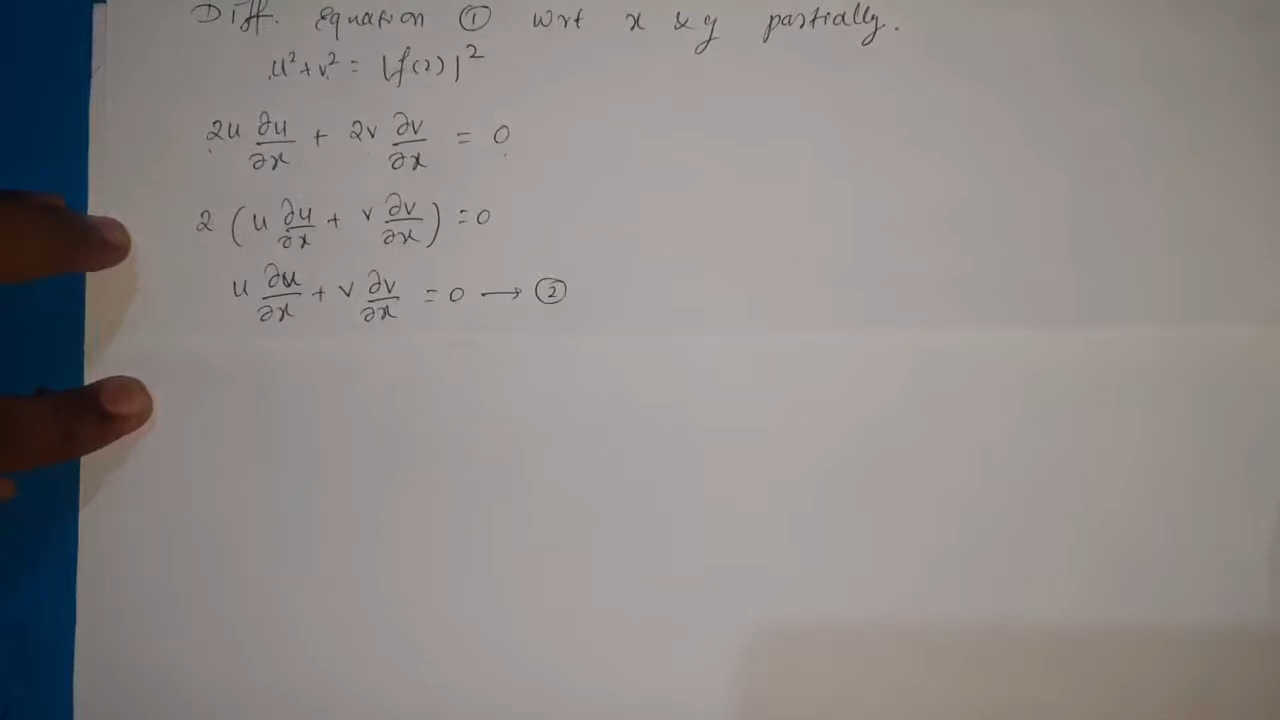 Diff. Equation ① wrt x & y partially.
u² + v² = |f(z)|²
2u ∂u/∂x + 2v ∂v/∂x = 0
2 (u ∂u/∂x + v ∂v/∂x) = 0
u ∂u/∂x + v ∂v/∂x = 0 → ②